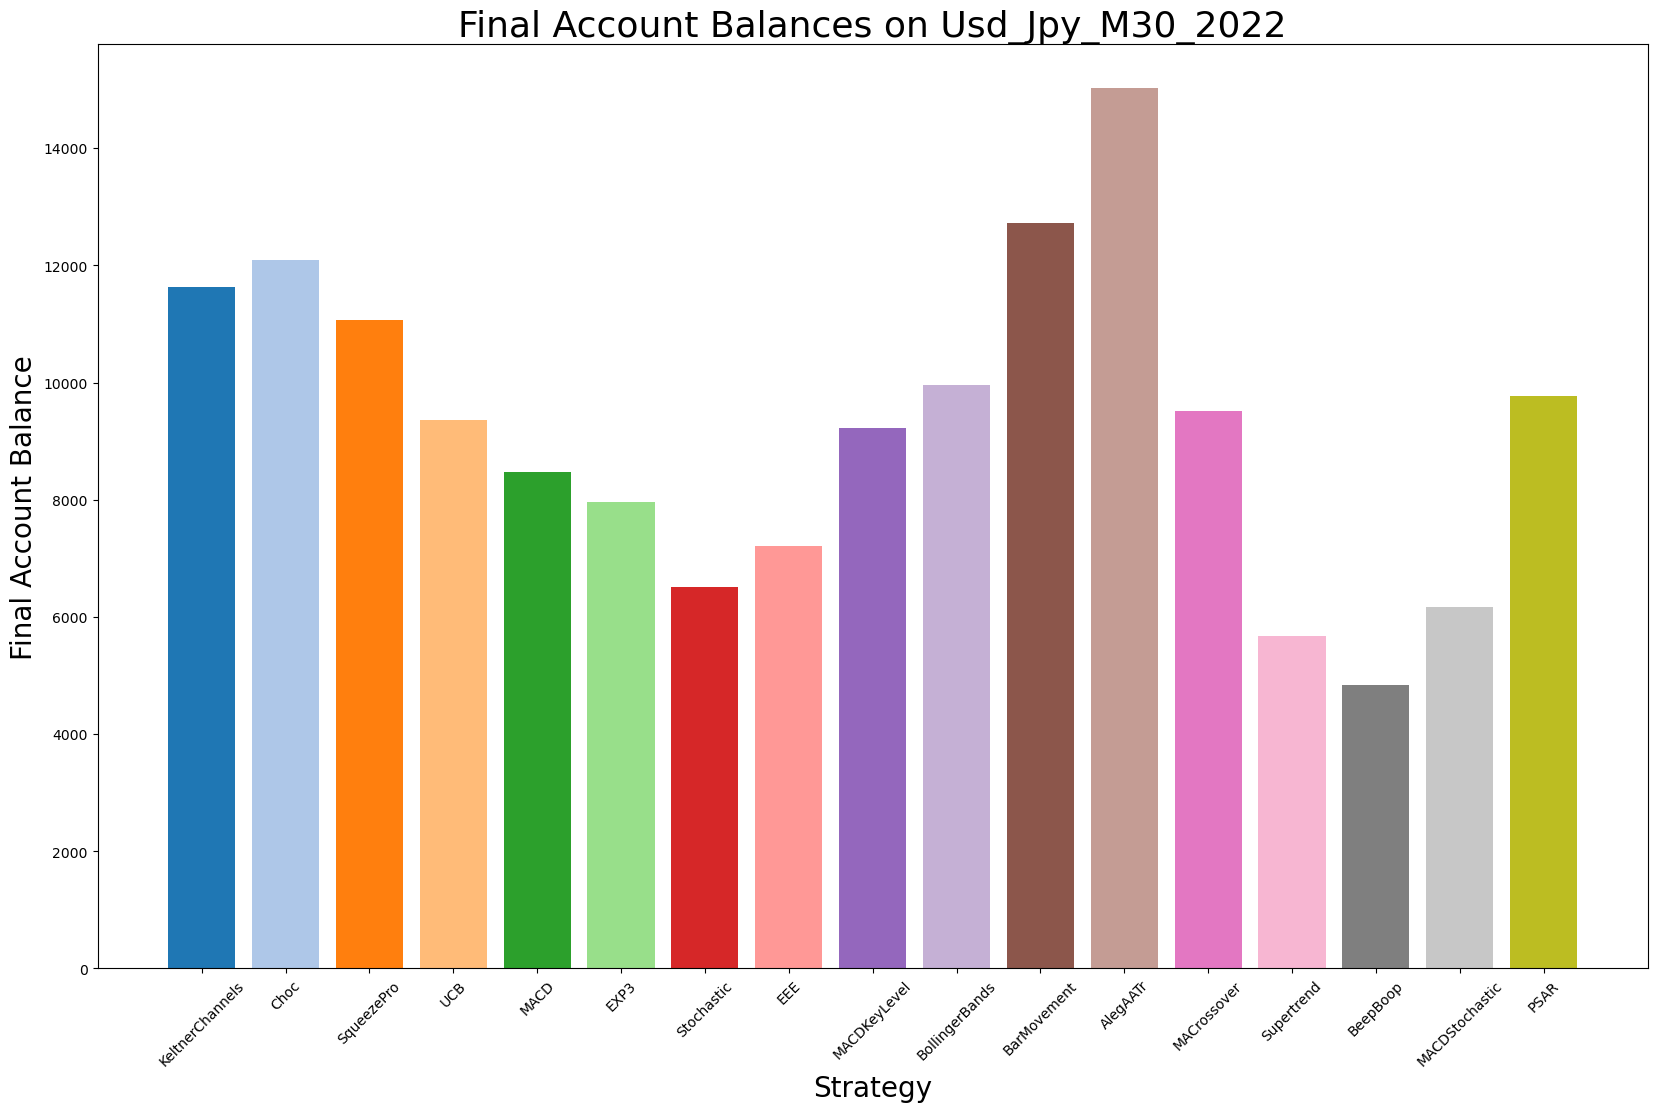 Final Account Balances on Usd_Jpy_M30_2022
Final Account Balance
14000
12000
10000
8000
6000
4000
2000
0
KeltnerChannels
Choc
SqueezePro
UCB
MACD
EXP3
Stochastic
EEE
MACDKeyLevel
BollingerBands
BarMovement
AlegAATr
MACrossover
Supertrend
BeepBoop
MACDStochastic
PSAR
Strategy